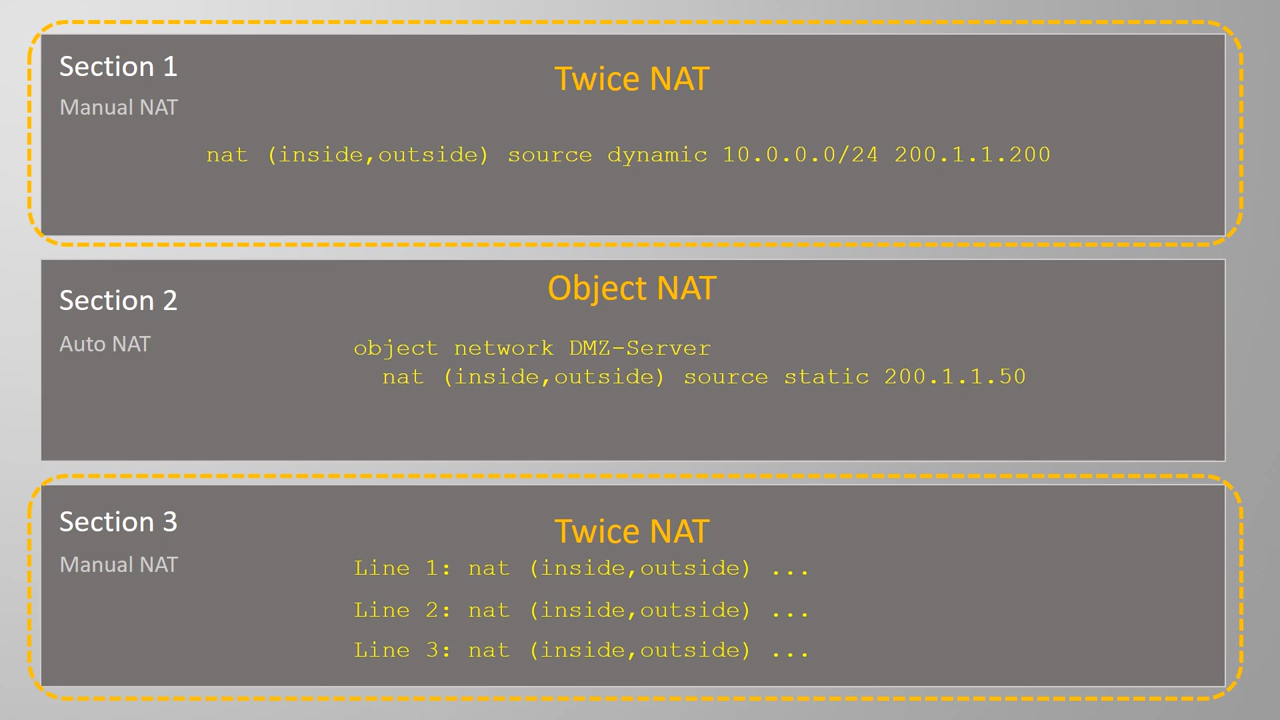 Section 1
Twice NAT
Manual NAT
nat (inside,outside) source dynamic 10.0.0.0/24 200.1.1.200
Object NAT
Section 2
Auto NAT
object network DMZ-Server
nat (inside,outside) source static 200.1.1.50
Section 3
Twice NAT
Manual NAT
Line 1: nat (inside,outside) ...
Line 2: nat (inside,outside) ...
Line 3: nat (inside,outside) ...